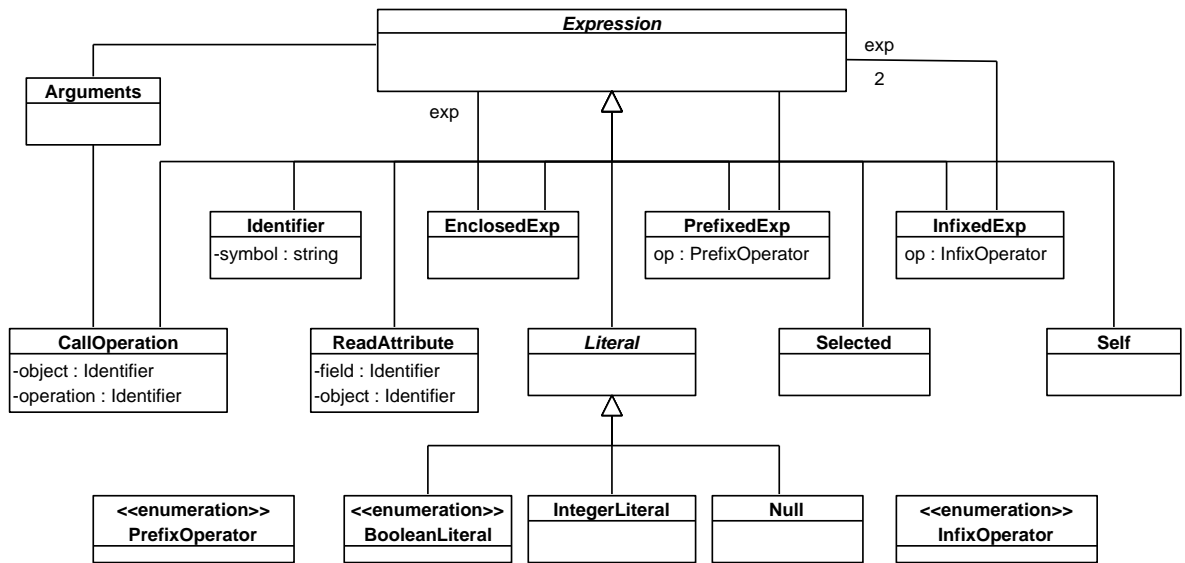 Expression
exp
2
Arguments
exp
Identifier
-symbol : string
EnclosedExp
PrefixedExp
op : PrefixOperator
InfixedExp
op : InfixOperator
CallOperation
-object : Identifier
-operation : Identifier
ReadAttribute
-field : Identifier
-object : Identifier
Literal
Selected
Self
<<enumeration>>
PrefixOperator
<<enumeration>>
BooleanLiteral
IntegerLiteral
Null
<<enumeration>>
InfixOperator